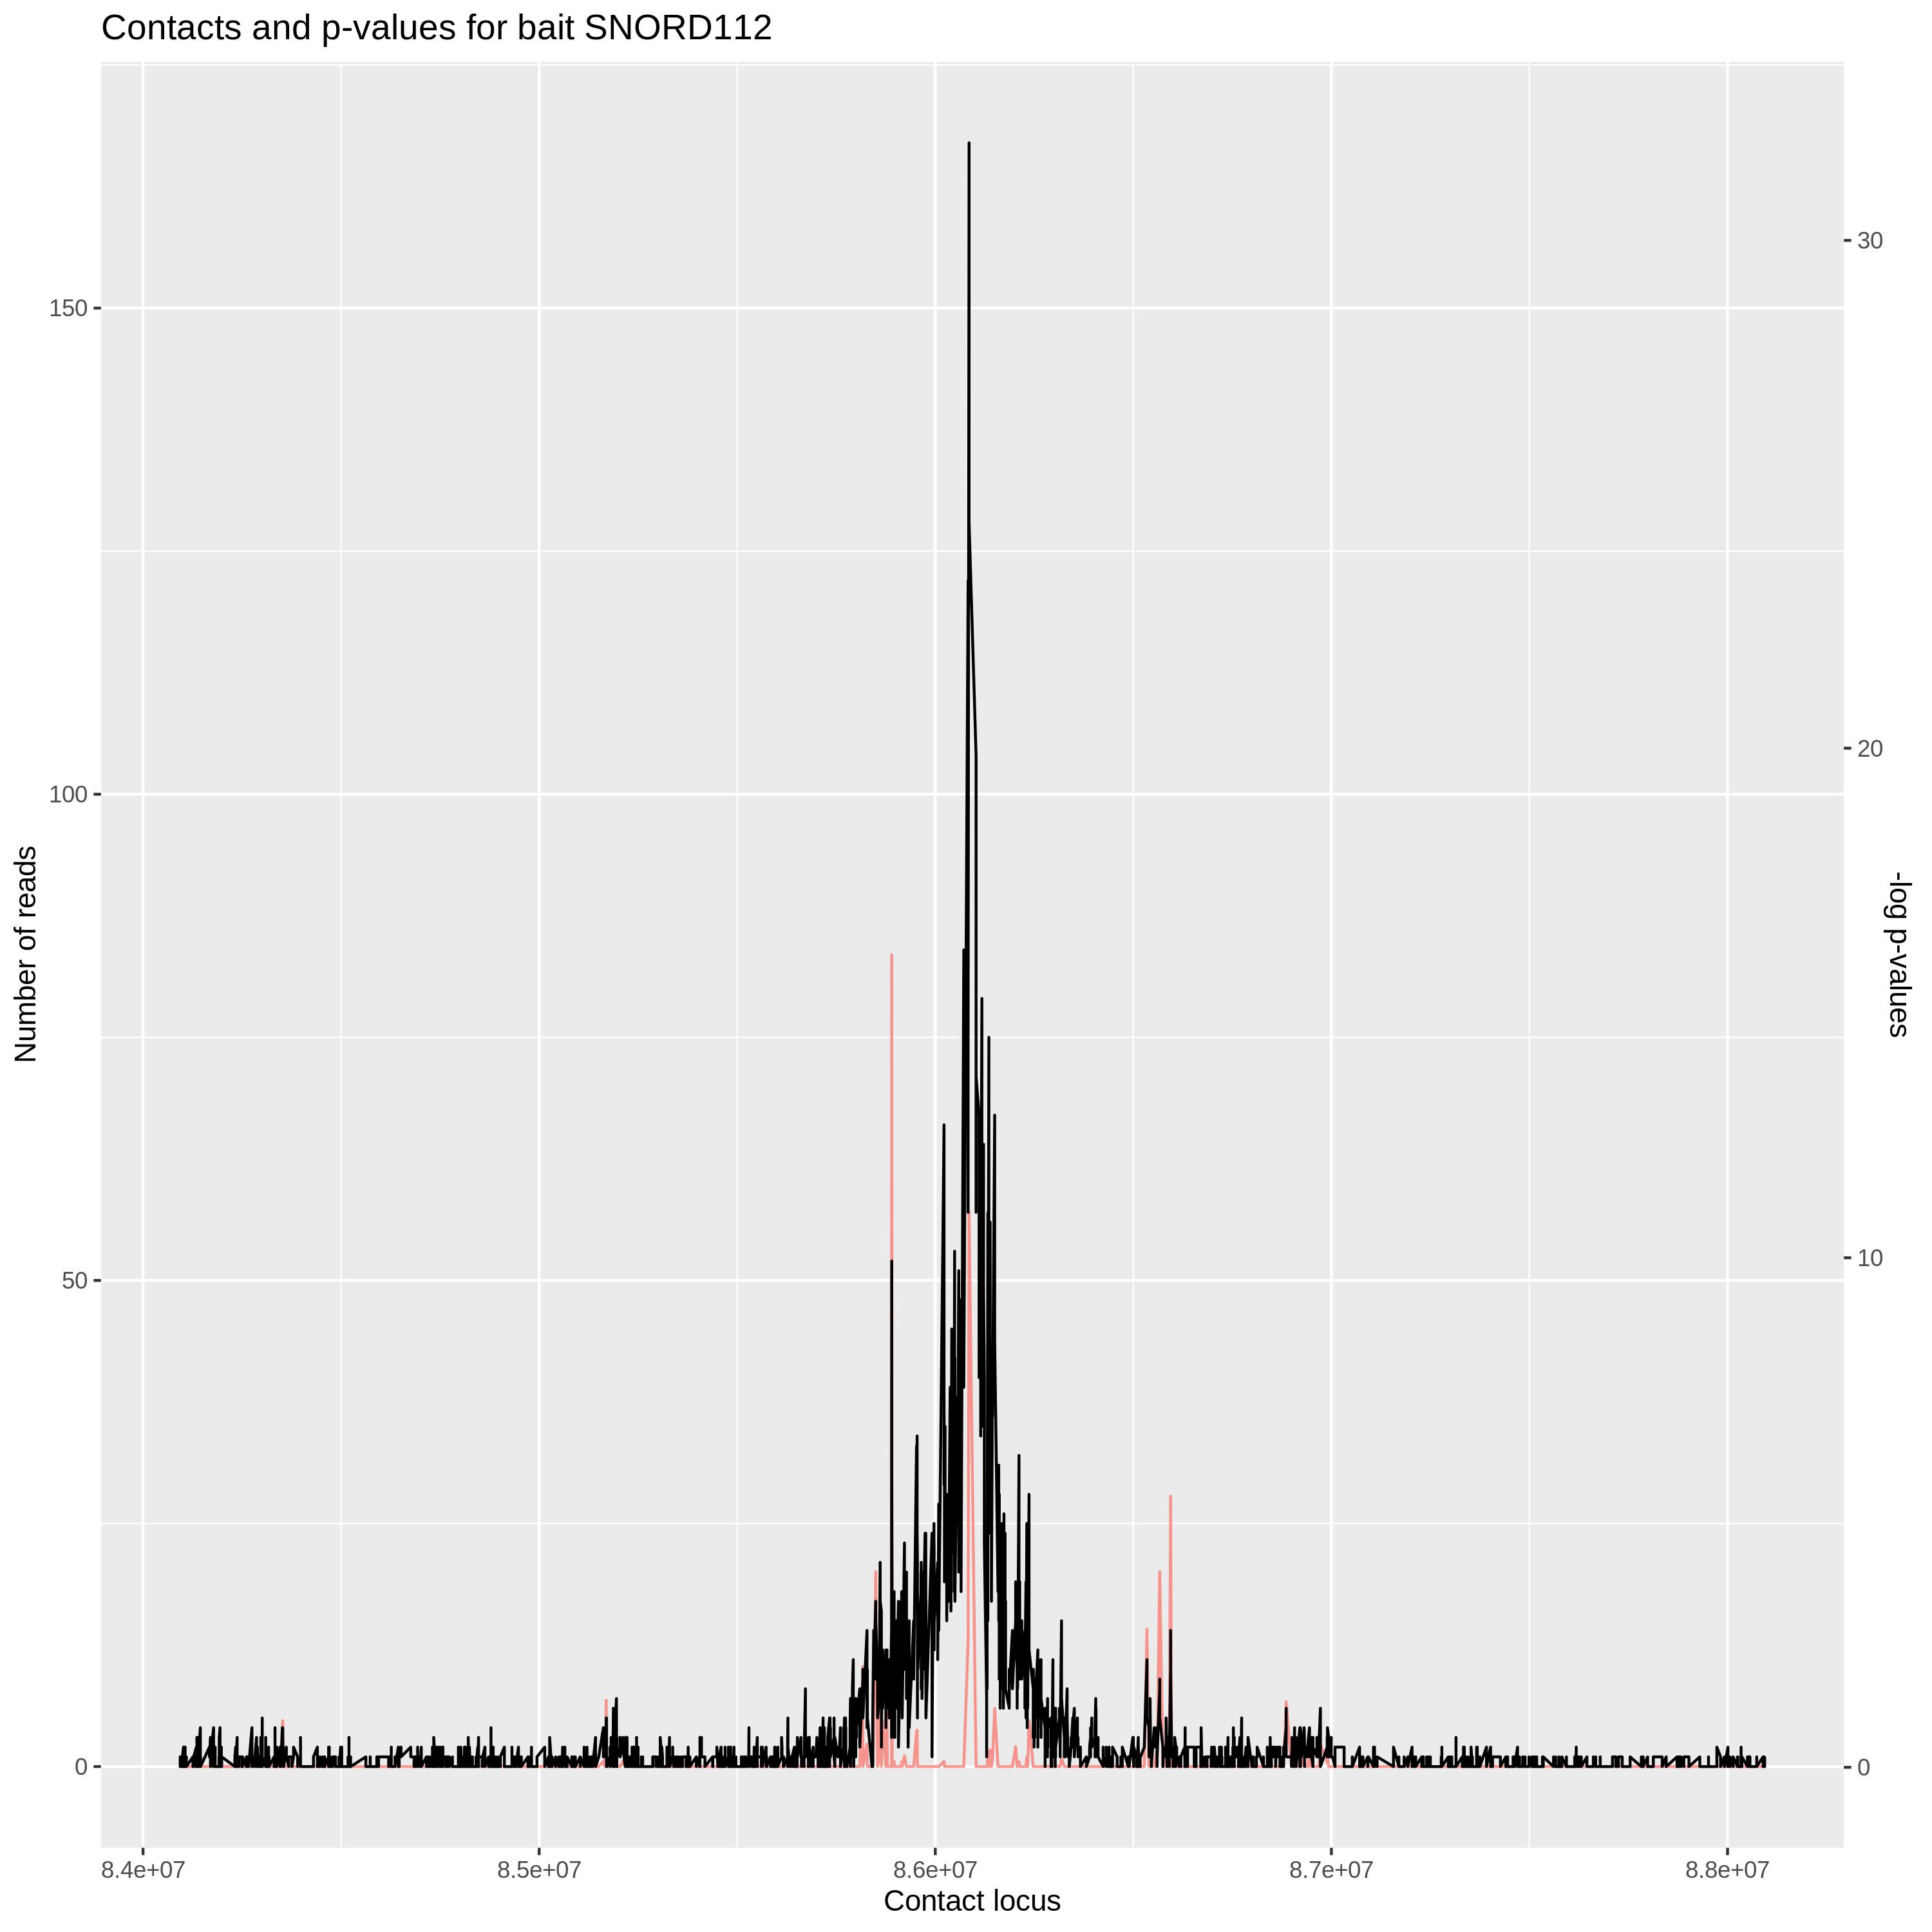 Contacts and p-values for bait SNORD112
150
100
50
0
30
20
10
0
Number of reads
-log p-values
8.4e+07
8.5e+07
8.6e+07
8.7e+07
8.8e+07
Contact locus